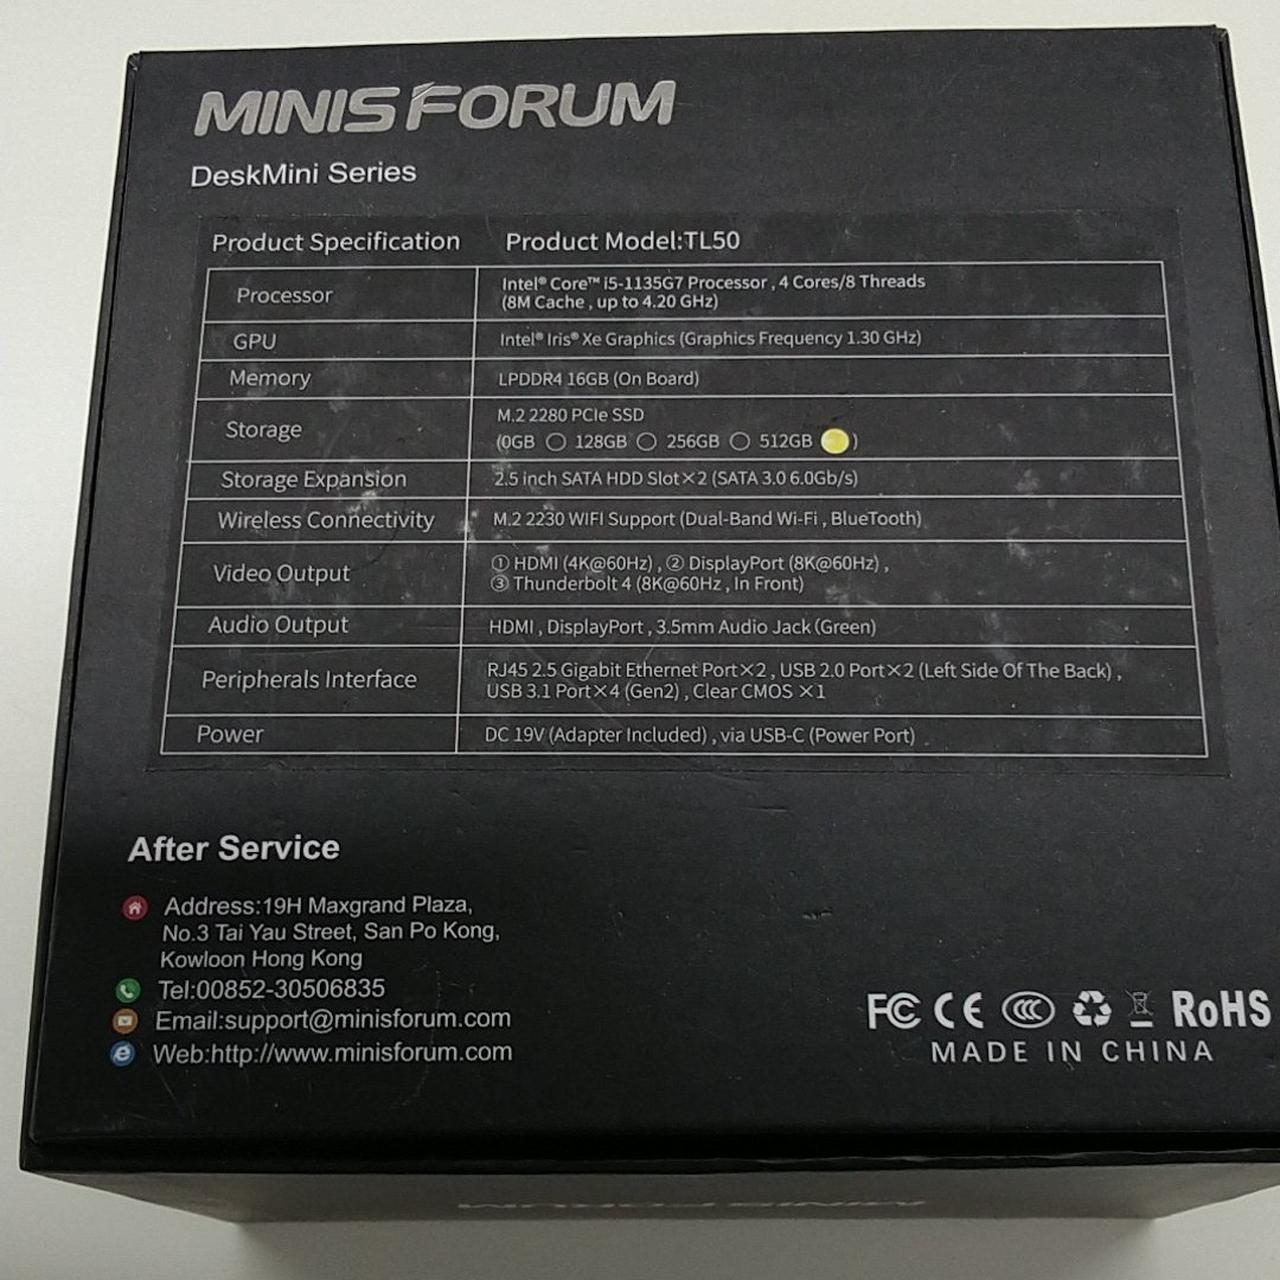 MINISFORUM
DeskMini Series
Product Specification Product Model:TL50
Processor Intel® Core™ i5-1135G7 Processor , 4 Cores/8 Threads
(8M Cache , up to 4.20 GHz)
GPU Intel® Iris® Xe Graphics (Graphics Frequency 1.30 GHz)
Memory LPDDR4 16GB (On Board)
Storage M.2 2280 PCIe SSD
(0GB ○ 128GB ○ 256GB ○ 512GB )
Storage Expansion 2.5 inch SATA HDD Slot×2 (SATA 3.0 6.0Gb/s)
Wireless Connectivity M.2 2230 WIFI Support (Dual-Band Wi-Fi , BlueTooth)
Video Output ① HDMI (4K@60Hz) , ② DisplayPort (8K@60Hz) ,
③ Thunderbolt 4 (8K@60Hz , In Front)
Audio Output HDMI , DisplayPort , 3.5mm Audio Jack (Green)
Peripherals Interface RJ45 2.5 Gigabit Ethernet Port×2 , USB 2.0 Port×2 (Left Side Of The Back) ,
USB 3.1 Port×4 (Gen2) , Clear CMOS ×1
Power DC 19V (Adapter Included) , via USB-C (Power Port)
After Service
Address:19H Maxgrand Plaza,
No.3 Tai Yau Street, San Po Kong,
Kowloon Hong Kong
Tel:00852-30506835
Email:support@minisforum.com
Web:http://www.minisforum.com
FC CE CCC RoHS
MADE IN CHINA
MINISFORUM